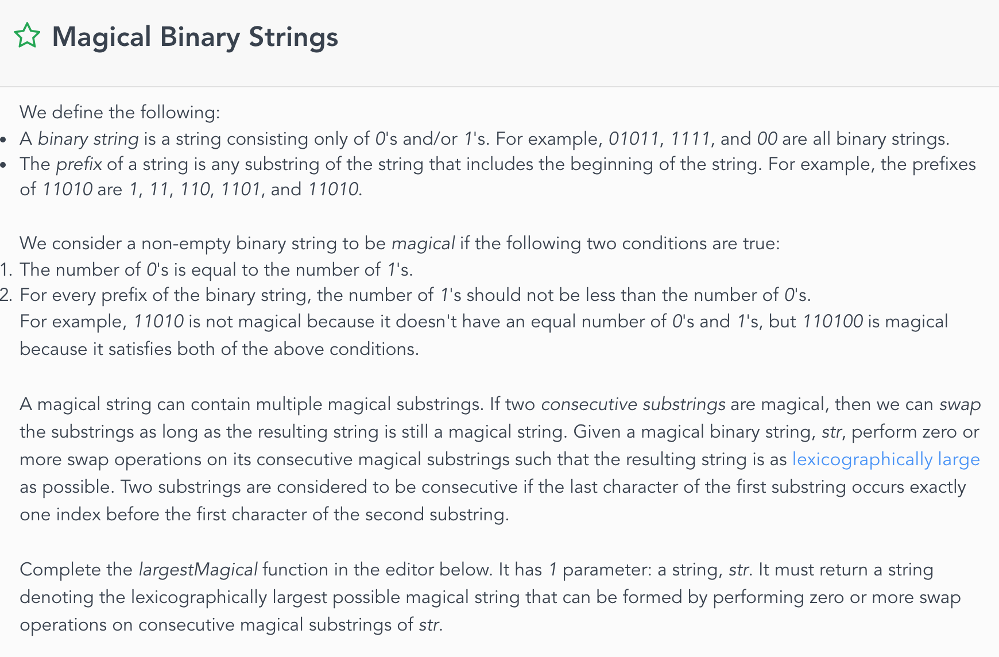 Magical Binary Strings
We define the following:
• A binary string is a string consisting only of 0's and/or 1's. For example, 01011, 1111, and 00 are all binary strings.
• The prefix of a string is any substring of the string that includes the beginning of the string. For example, the prefixes
of 11010 are 1, 11, 110, 1101, and 11010.
We consider a non-empty binary string to be magical if the following two conditions are true:
1. The number of 0's is equal to the number of 1's.
2. For every prefix of the binary string, the number of 1's should not be less than the number of 0's.
For example, 11010 is not magical because it doesn't have an equal number of 0's and 1's, but 110100 is magical
because it satisfies both of the above conditions.
A magical string can contain multiple magical substrings. If two consecutive substrings are magical, then we can swap
the substrings as long as the resulting string is still a magical string. Given a magical binary string, str, perform zero or
more swap operations on its consecutive magical substrings such that the resulting string is as lexicographically large
as possible. Two substrings are considered to be consecutive if the last character of the first substring occurs exactly
one index before the first character of the second substring.
Complete the largestMagical function in the editor below. It has 1 parameter: a string, str. It must return a string
denoting the lexicographically largest possible magical string that can be formed by performing zero or more swap
operations on consecutive magical substrings of str.